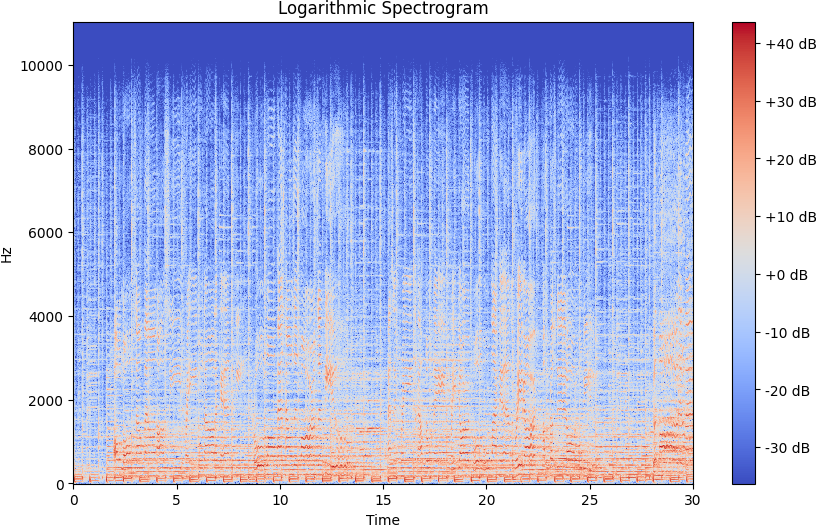 Logarithmic Spectrogram
Hz
10000
8000
6000
4000
2000
0
0 5 10 15 20 25 30
Time
+40 dB
+30 dB
+20 dB
+10 dB
+0 dB
-10 dB
-20 dB
-30 dB